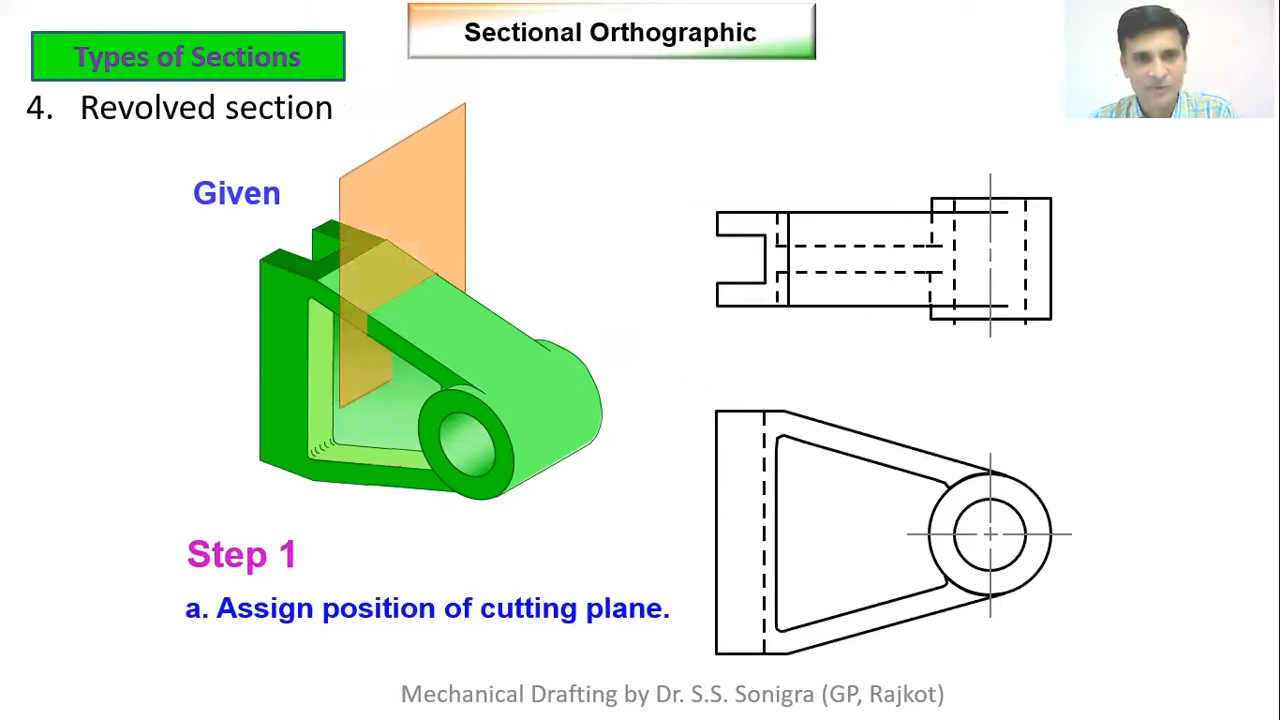 Sectional Orthographic
Types of Sections
4. Revolved section
Given
Step 1
a. Assign position of cutting plane.
Mechanical Drafting by Dr. S.S. Sonigra (GP, Rajkot)